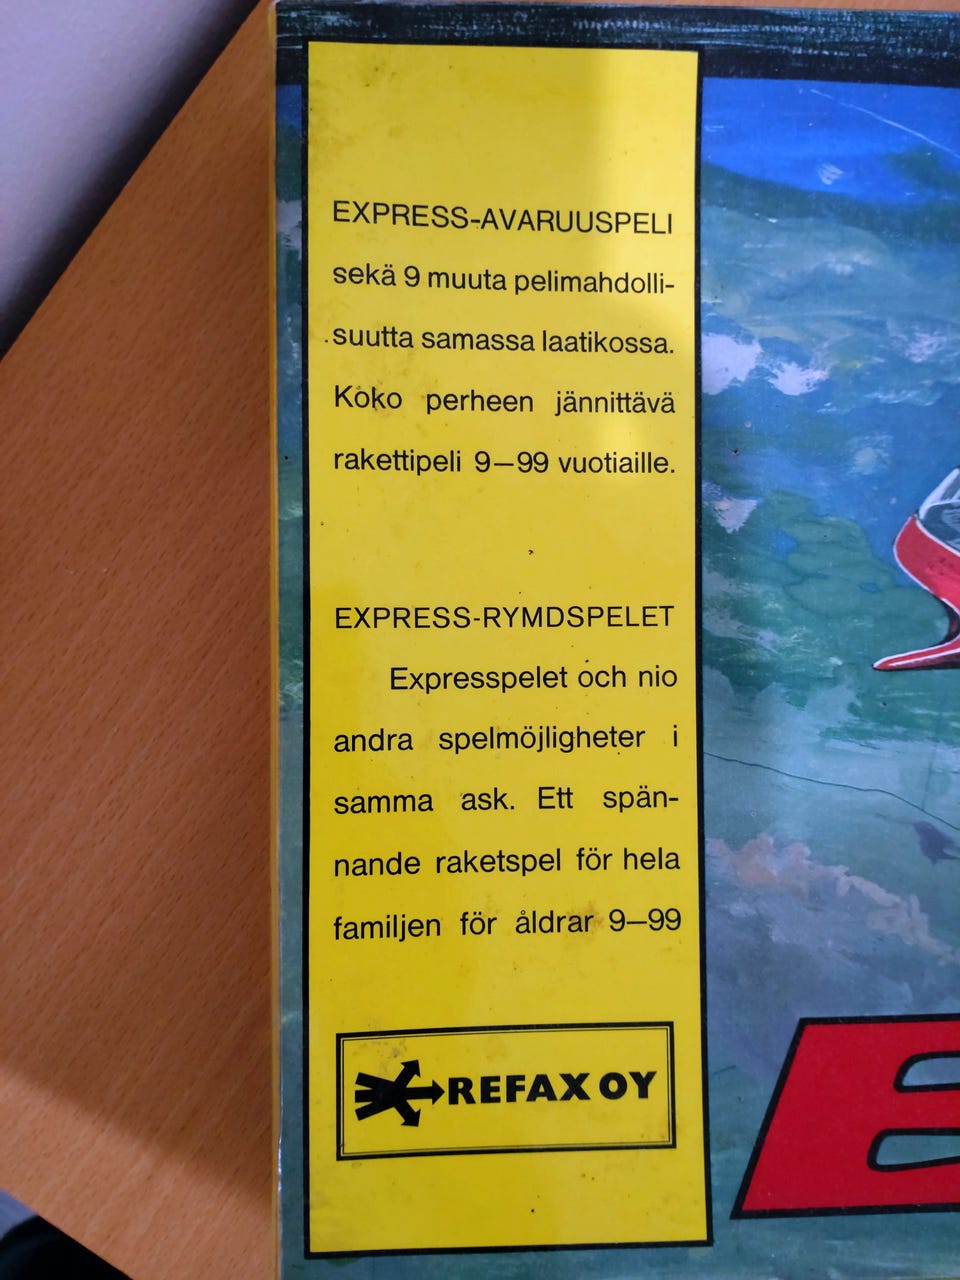 EXPRESS-AVARUUSPELI
sekä 9 muuta pelimahdolli-
suutta samassa laatikossa.
Koko perheen jännittävä
rakettipeli 9–99 vuotiaille.
EXPRESS-RYMDSPELET
Expresspelet och nio
andra spelmöjligheter i
samma ask. Ett spän-
nande raketspel för hela
familjen för åldrar 9–99
REFAX OY
E